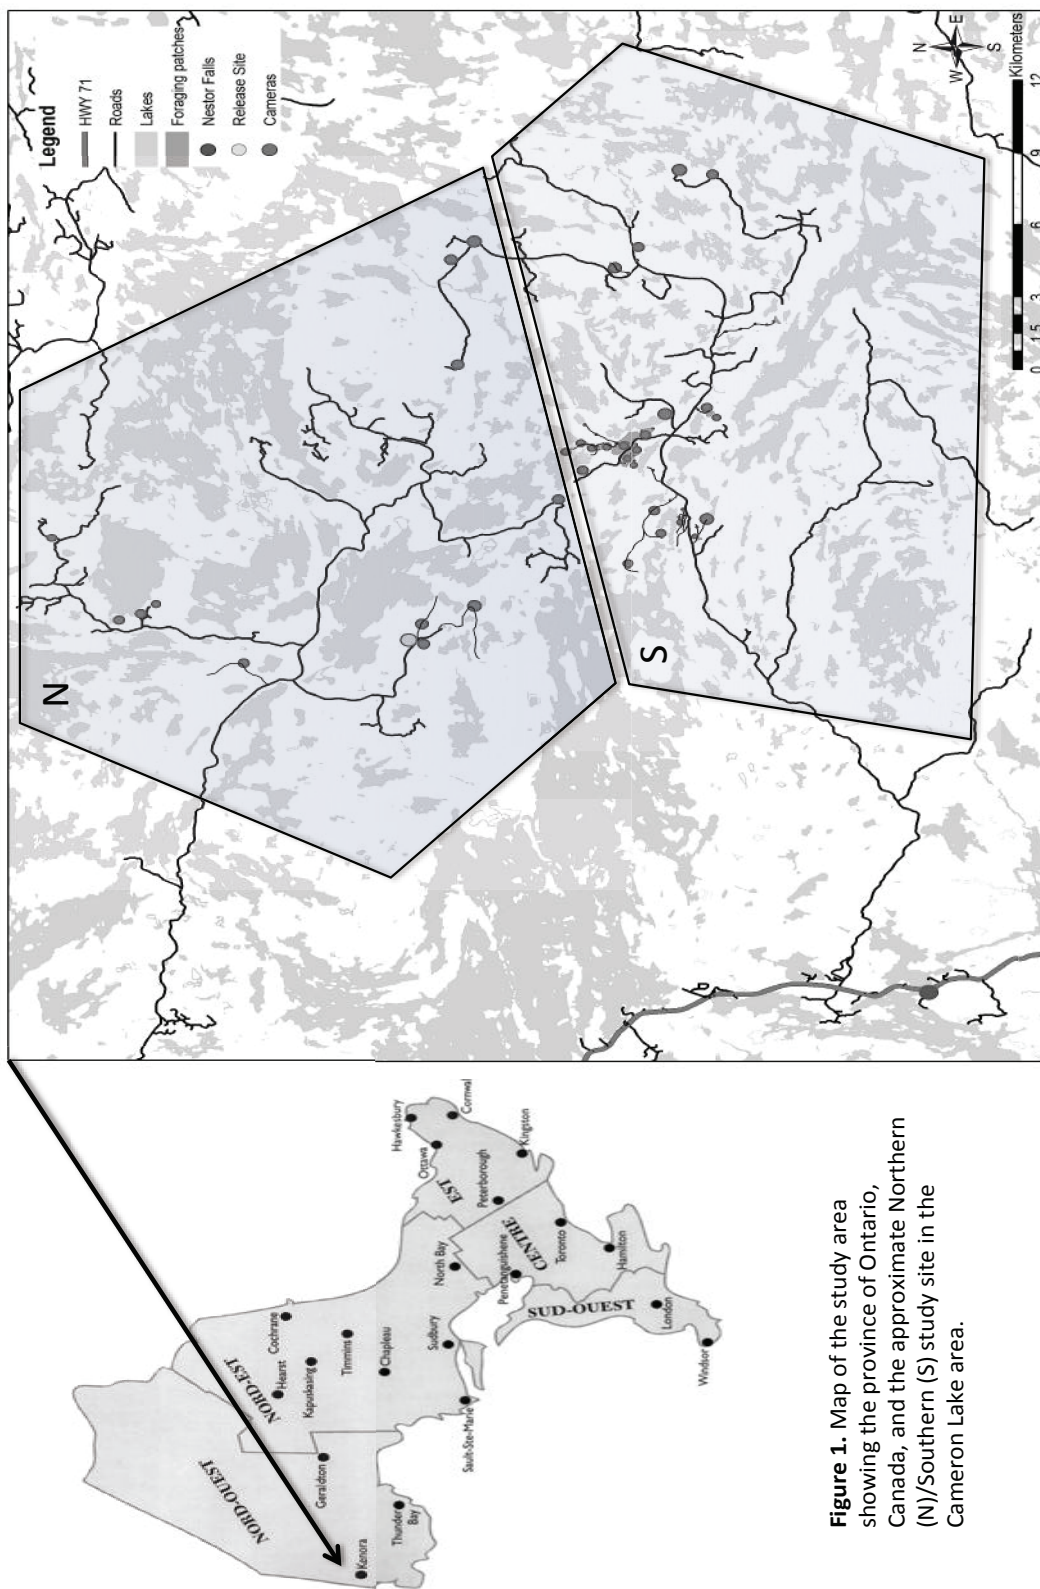 Legend
HWY 71
Roads
Lakes
Foraging patches
Nestor Falls
Release Site
Cameras
N
S
N
E
S
W
Kilometers
0 1.5 3 6 9 12
NORD-OUEST
NORD-EST
EST
CENTRE
SUD-OUEST
Kenora
Thunder
Bay
Geraldton
Hearst
Cochrane
Kapuskasing
Timmins
Chapleau
Sault-Ste-Marie
Sudbury
North Bay
Penetanguishene
Peterborough
Ottawa
Hawkesbury
Cornwal
Kingston
Toronto
Hamilton
London
Windsor
Figure 1. Map of the study area
showing the province of Ontario,
Canada, and the approximate Northern
(N)/Southern (S) study site in the
Cameron Lake area.